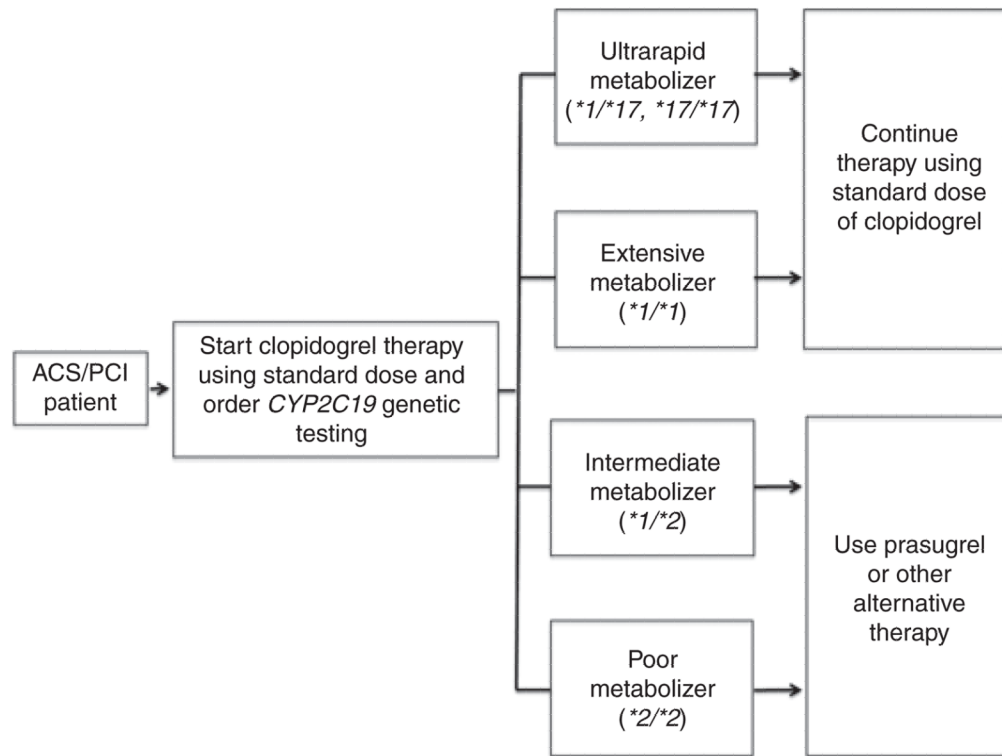 ACS/PCI
patient
Start clopidogrel therapy
using standard dose and
order CYP2C19 genetic
testing
Ultrarapid
metabolizer
(*1/*17, *17/*17)
Extensive
metabolizer
(*1/*1)
Intermediate
metabolizer
(*1/*2)
Poor
metabolizer
(*2/*2)
Continue
therapy using
standard dose
of clopidogrel
Use prasugrel
or other
alternative
therapy